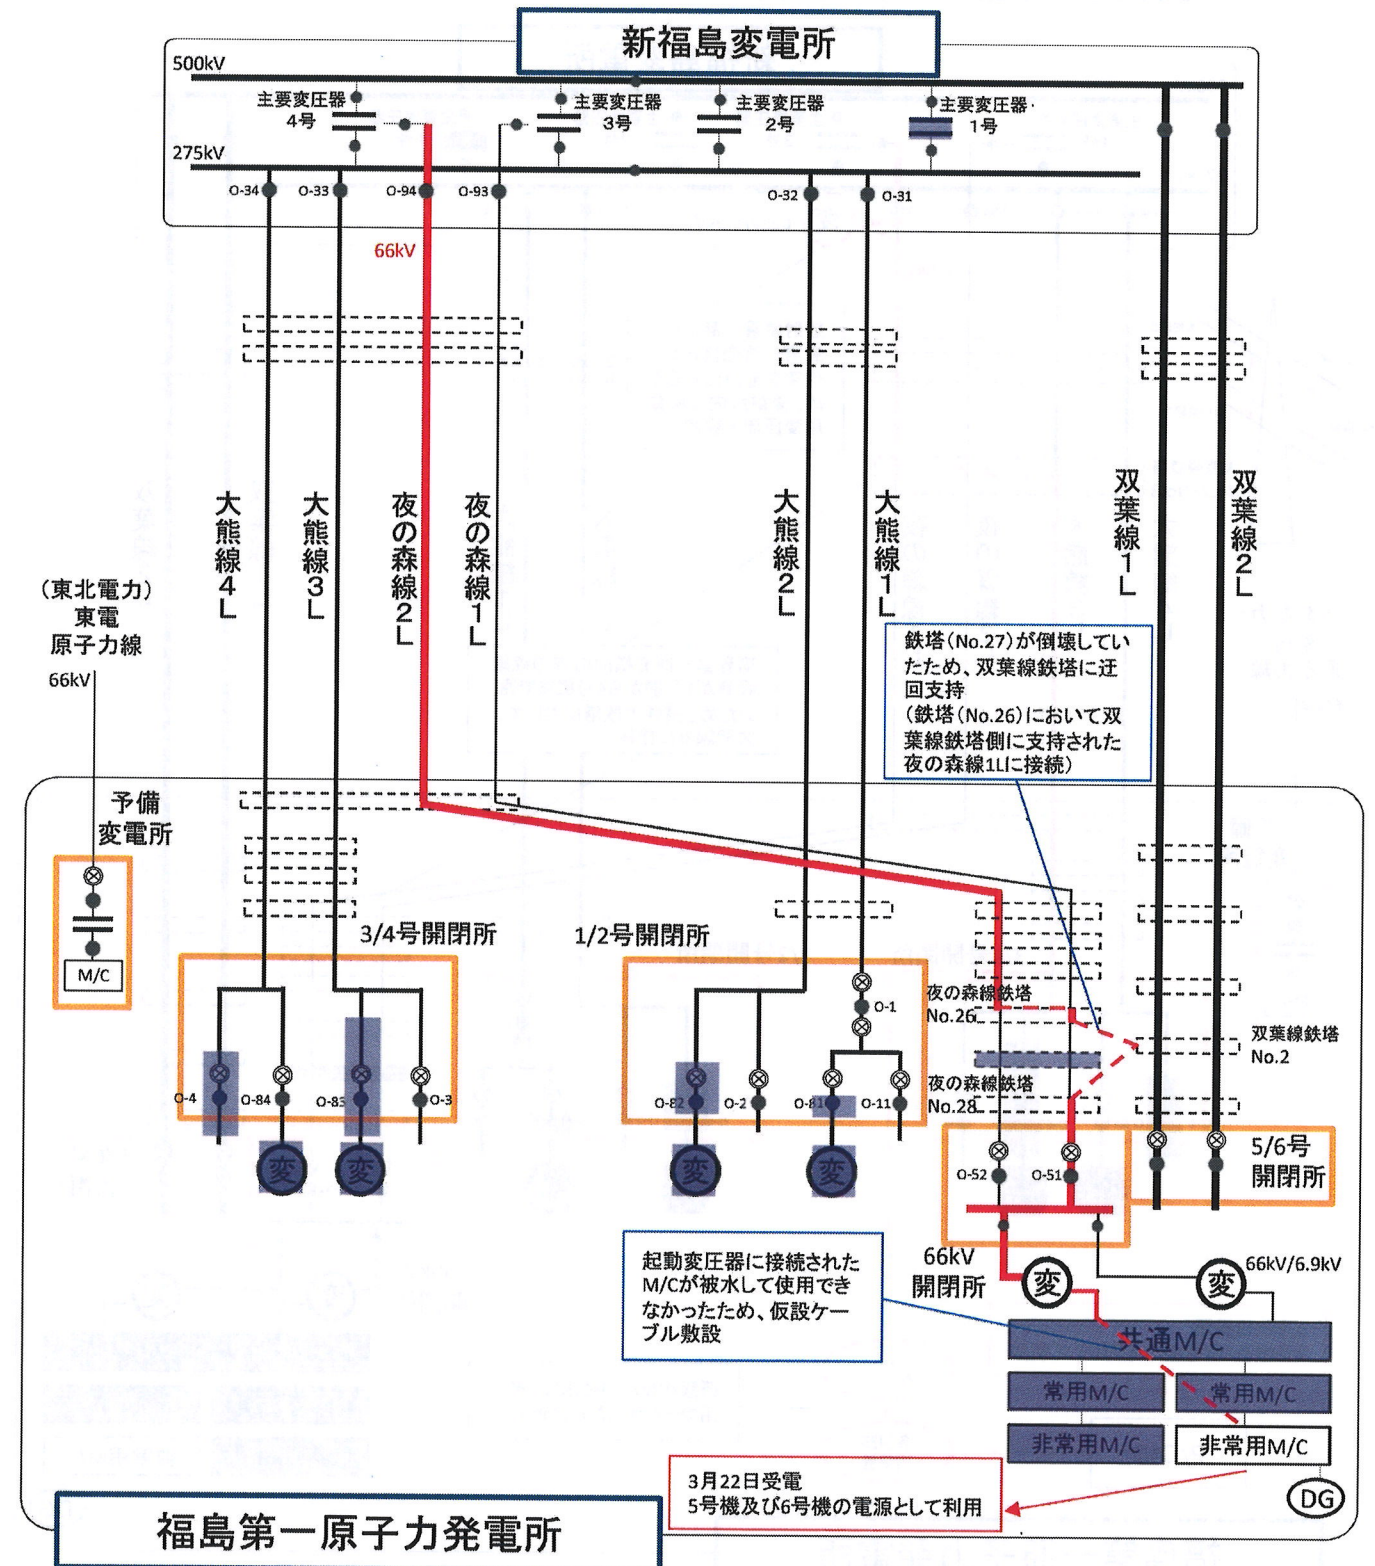 新福島変電所
500kV
主要変圧器
4号
主要変圧器
3号
主要変圧器
2号
主要変圧器
1号
275kV
O-34
O-33
O-94
O-93
O-32
O-31
66kV
大熊線4L
大熊線3L
夜の森線2L
夜の森線1L
大熊線2L
大熊線1L
双葉線1L
双葉線2L
(東北電力)
東電
原子力線
66kV
鉄塔(No.27)が倒壊してい
たため、双葉線鉄塔に迂
回支持
(鉄塔(No.26)において双
葉線鉄塔側に支持された
夜の森線1Lに接続)
予備
変電所
M/C
3/4号開閉所
1/2号開閉所
O-4
O-84
O-83
O-3
変
変
O-82
O-2
O-1
O-81
O-11
変
変
夜の森線鉄塔
No.26
夜の森線鉄塔
No.28
双葉線鉄塔
No.2
O-52
O-51
5/6号
開閉所
66kV
開閉所
変
変
66kV/6.9kV
起動変圧器に接続された
M/Cが被水して使用でき
なかったため、仮設ケー
ブル敷設
共通M/C
常用M/C
常用M/C
非常用M/C
非常用M/C
DG
3月22日受電
5号機及び6号機の電源として利用
福島第一原子力発電所